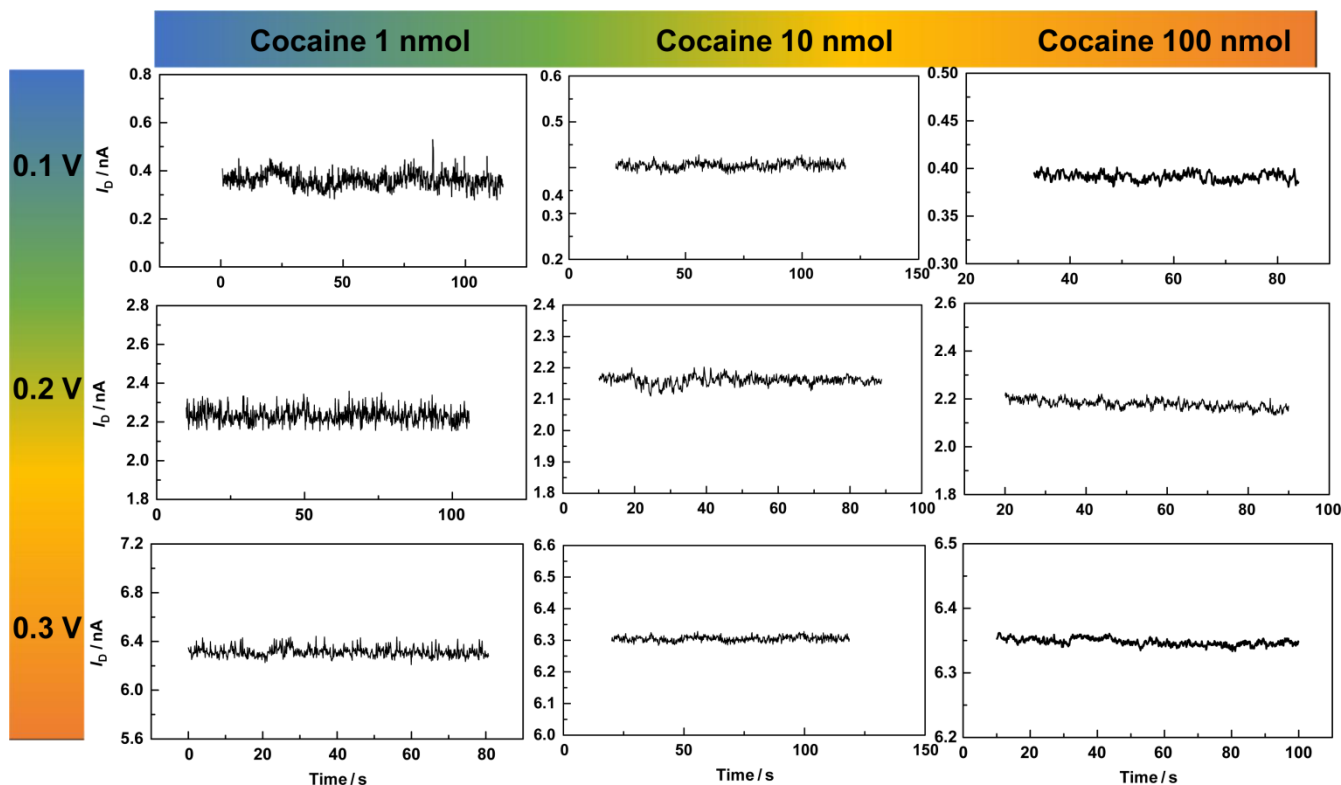 Cocaine 1 nmol Cocaine 10 nmol Cocaine 100 nmol
0.1 V
I_D / nA
0.8
0.6
0.4
0.2
0.0
0 50 100
0.6
0.5
0.4
0.3
0.2
0 50 100 150
0.50
0.45
0.40
0.35
0.30
20 40 60 80
0.2 V
I_D / nA
2.8
2.6
2.4
2.2
2.0
1.8
0 50 100
2.4
2.3
2.2
2.1
2.0
1.9
1.8
0 20 40 60 80 100
2.6
2.4
2.2
2.0
1.8
20 40 60 80 100
0.3 V
I_D / nA
7.2
6.8
6.4
6.0
5.6
0 20 40 60 80
Time / s
6.6
6.5
6.4
6.3
6.2
6.1
6.0
0 50 100 150
Time / s
6.5
6.4
6.3
6.2
0 20 40 60 80 100
Time / s